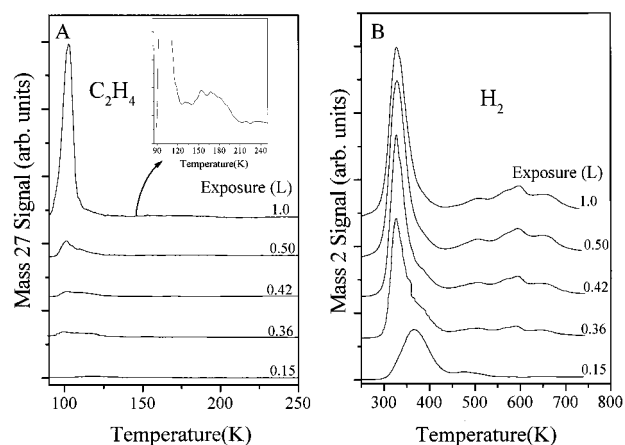 A
C₂H₄
90 120 150 180 210 240
Temperature(K)
Exposure (L)
1.0
0.50
0.42
0.36
0.15
Mass 27 Signal (arb. units)
100 150 200 250
Temperature(K)
B
H₂
Exposure (L)
1.0
0.50
0.42
0.36
0.15
Mass 2 Signal (arb. units)
300 400 500 600 700 800
Temperature(K)